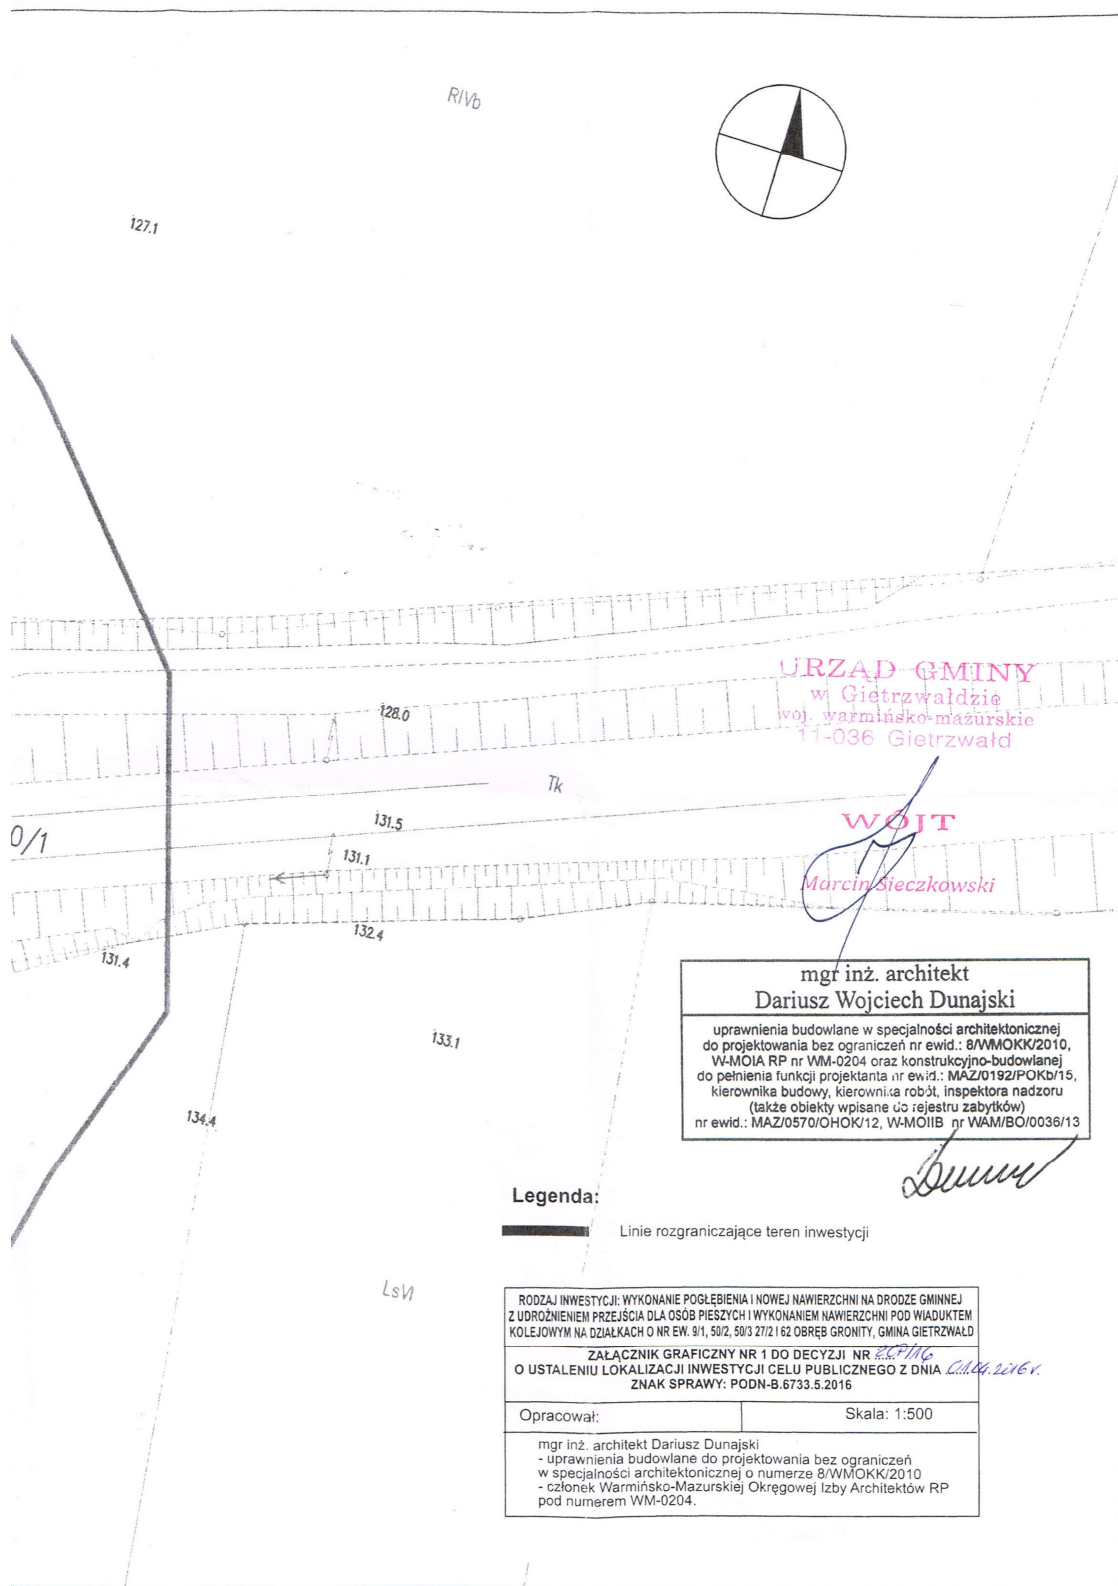 RIVb
127.1
URZĄD GMINY
w Gietrzwałdzie
woj. warmińsko-mazurskie
11-036 Gietrzwałd
128.0
Tk
0/1
131.5
131.1
WÓJT
Marcin Sieczkowski
132.4
131.4
133.1
134.4
mgr inż. architekt
Dariusz Wojciech Dunajski
uprawnienia budowlane w specjalności architektonicznej
do projektowania bez ograniczeń nr ewid.: 8/WMOKK/2010,
W-MOIA RP nr WM-0204 oraz konstrukcyjno-budowlanej
do pełnienia funkcji projektanta nr ewid.: MAZ/0192/POKb/15,
kierownika budowy, kierownika robót, inspektora nadzoru
(także obiekty wpisane do rejestru zabytków)
nr ewid.: MAZ/0570/OHOK/12, W-MOIIB nr WAM/BO/0036/13
Legenda:
Linie rozgraniczające teren inwestycji
LsVI
RODZAJ INWESTYCJI: WYKONANIE POGŁĘBIENIA I NOWEJ NAWIERZCHNI NA DRODZE GMINNEJ
Z UDROŻNIENIEM PRZEJŚCIA DLA OSÓB PIESZYCH I WYKONANIEM NAWIERZCHNI POD WIADUKTEM
KOLEJOWYM NA DZIAŁKACH O NR EW. 9/1, 50/2, 50/3 27/2 I 62 OBRĘB GRONITY, GMINA GIETRZWAŁD
ZAŁĄCZNIK GRAFICZNY NR 1 DO DECYZJI NR 2CP/16
O USTALENIU LOKALIZACJI INWESTYCJI CELU PUBLICZNEGO Z DNIA 01.04.2016 r.
ZNAK SPRAWY: PODN-B.6733.5.2016
Opracował:
Skala: 1:500
mgr inż. architekt Dariusz Dunajski
- uprawnienia budowlane do projektowania bez ograniczeń
w specjalności architektonicznej o numerze 8/WMOKK/2010
- członek Warmińsko-Mazurskiej Okręgowej Izby Architektów RP
pod numerem WM-0204.